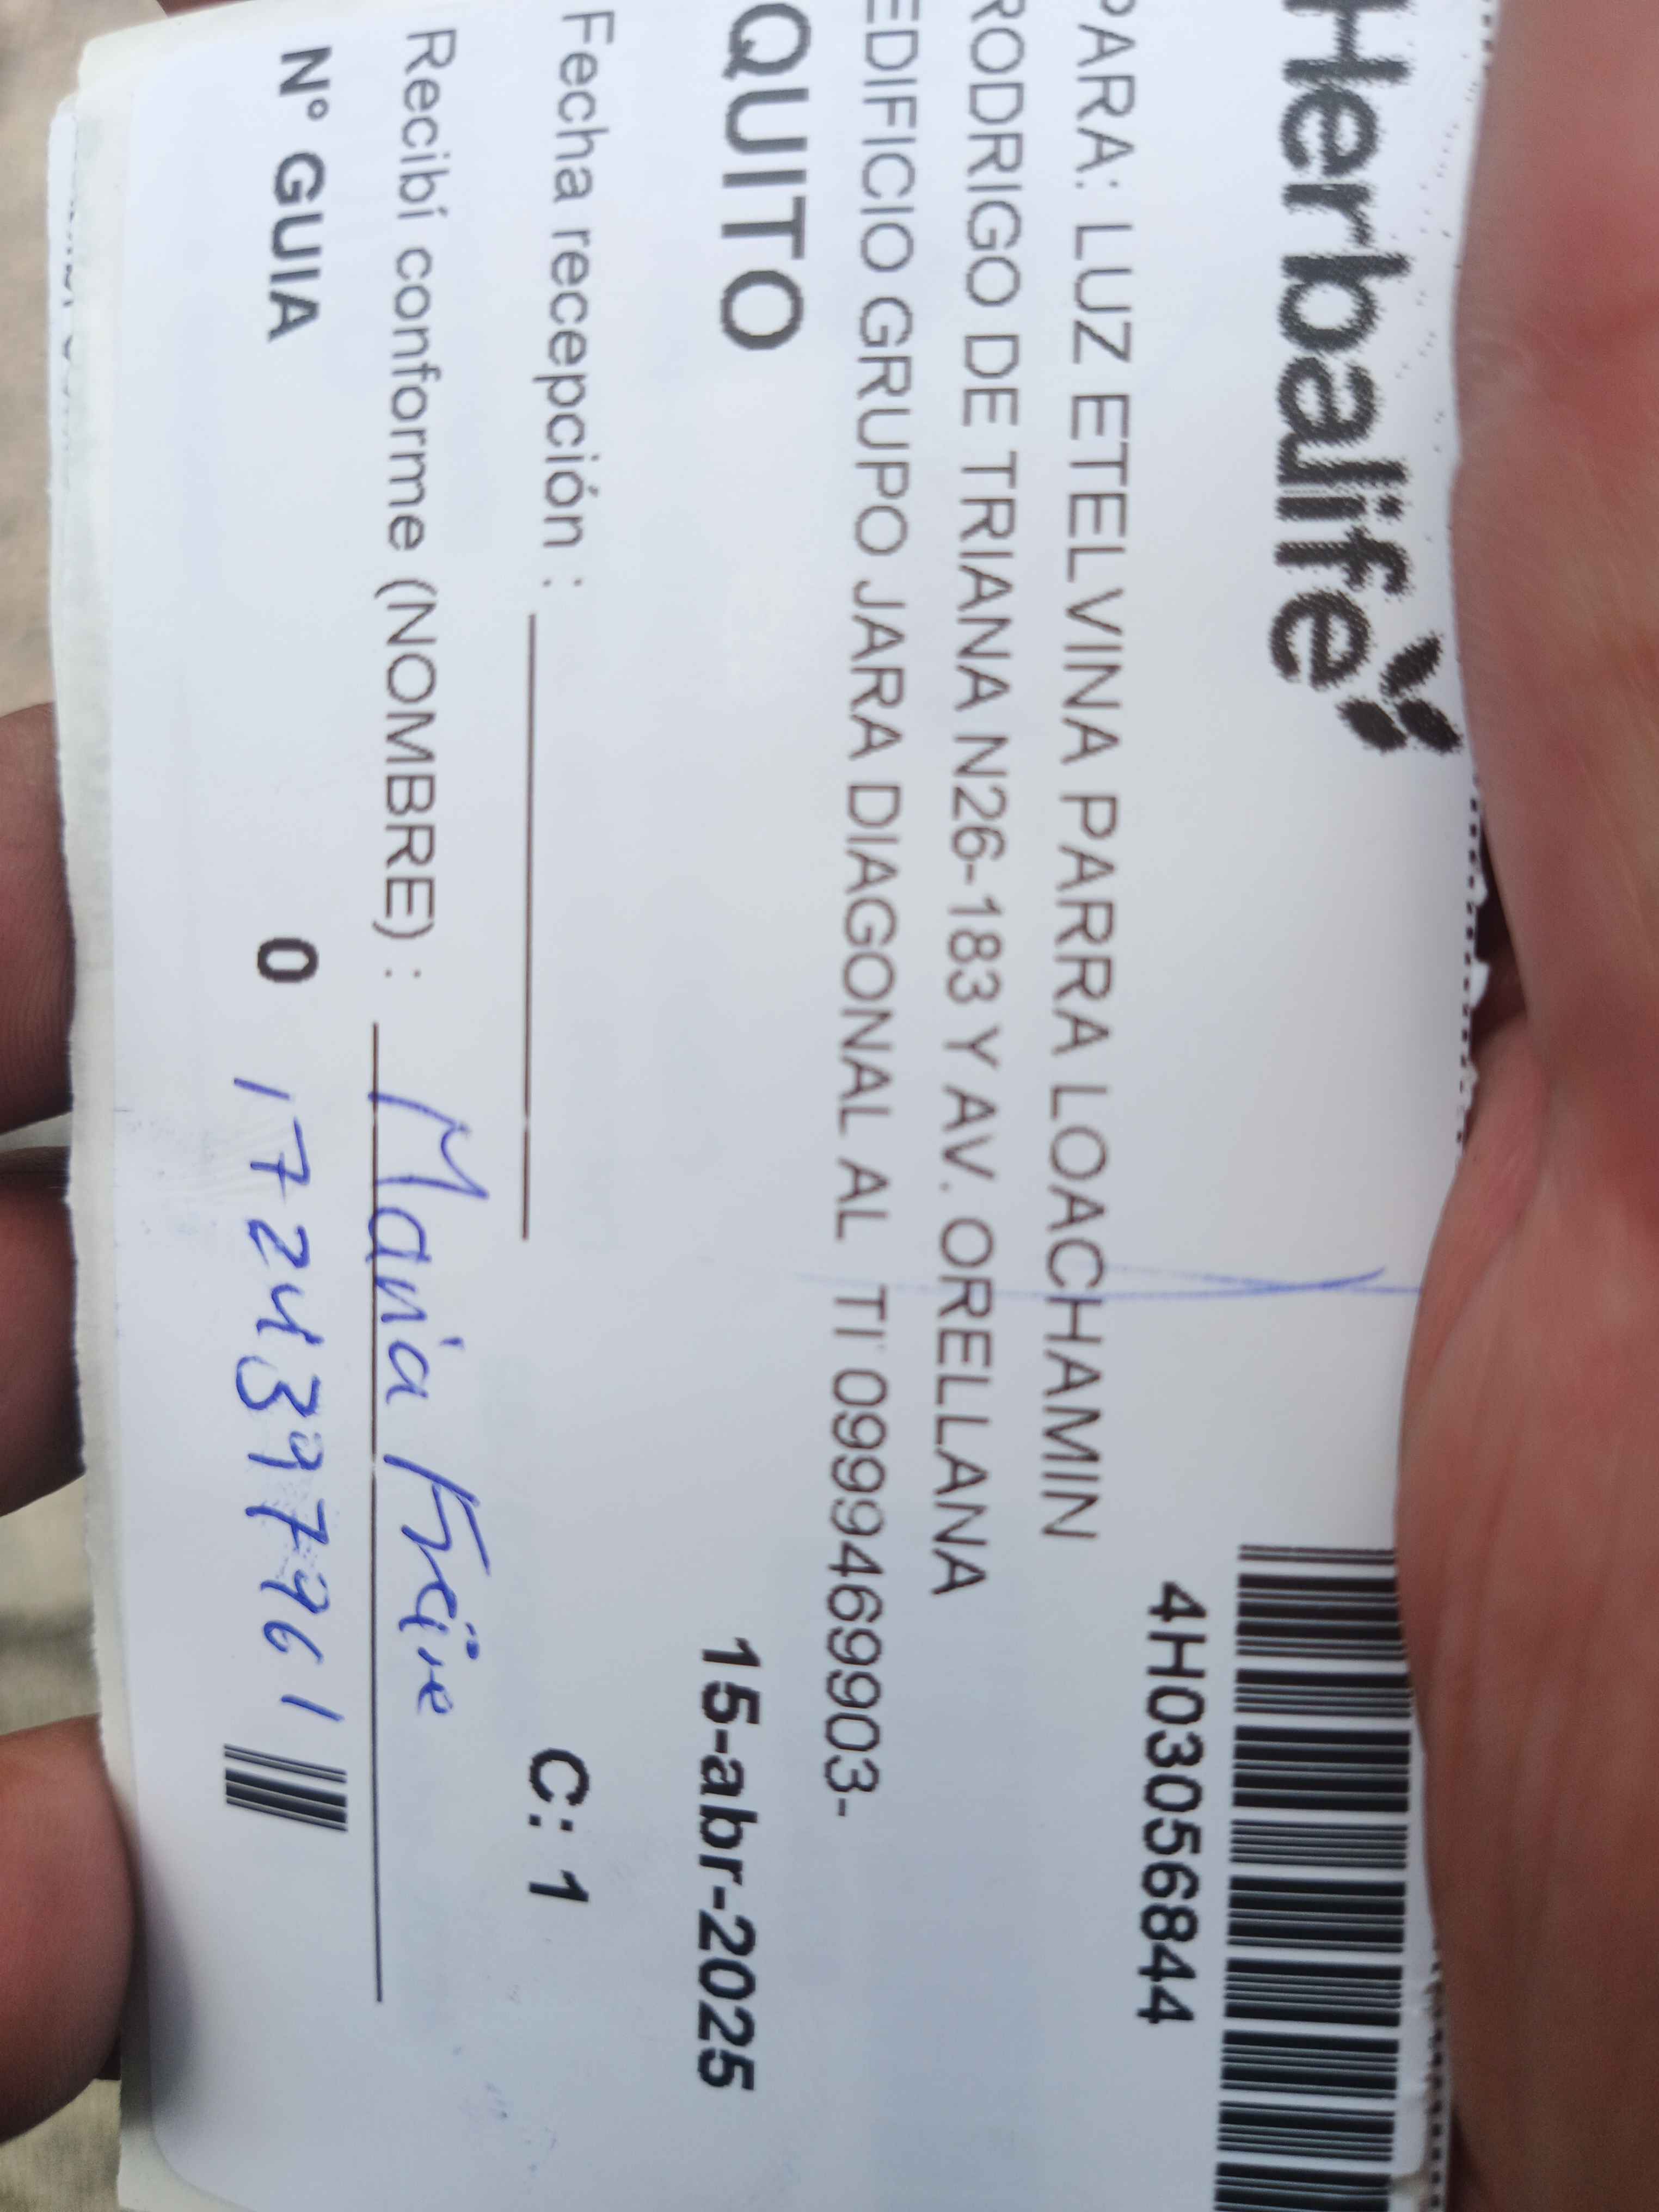 Herbalife
4H03056844
PARA: LUZ ETELVINA PARRA LOACHAMIN
RODRIGO DE TRIANA N26-183 Y AV. ORELLANA
EDIFICIO GRUPO JARA DIAGONAL AL TI 0999469903-
QUITO 15-abr-2025
Fecha recepción : C: 1
Recibí conforme (NOMBRE) : María Freire
N° GUIA 0 1724397961